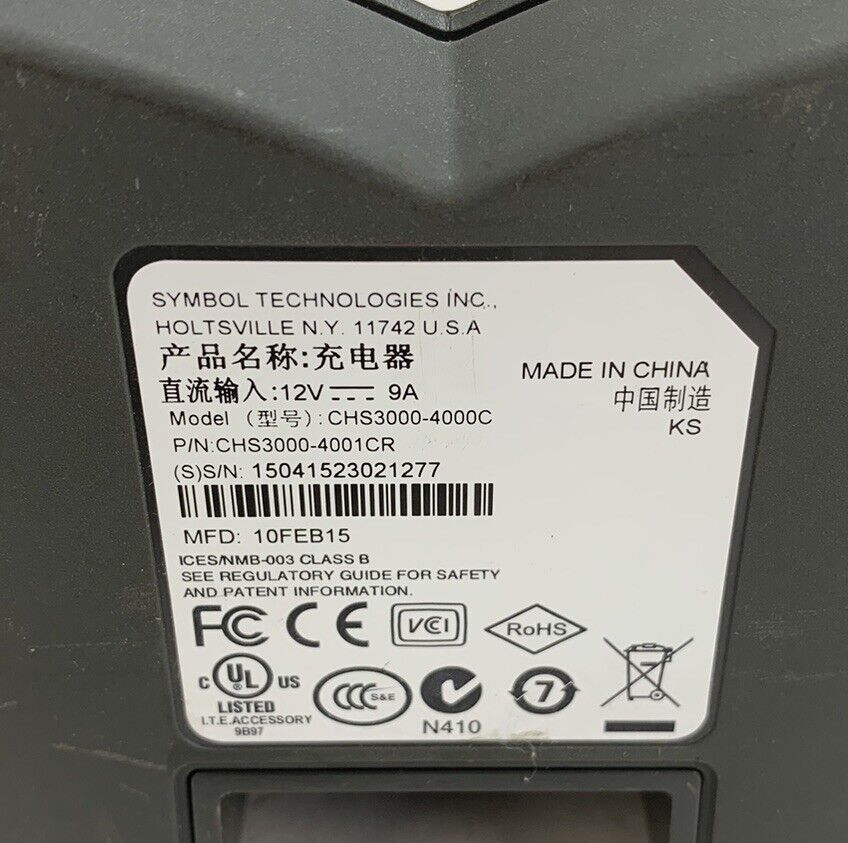 SYMBOL TECHNOLOGIES INC.,
HOLTSVILLE N.Y. 11742 U.S.A
产品名称:充电器
直流输入:12V⎓ 9A
Model (型号):CHS3000-4000C
P/N:CHS3000-4001CR
(S)S/N: 15041523021277
MFD: 10FEB15
MADE IN CHINA
中国制造
KS
ICES/NMB-003 CLASS B
SEE REGULATORY GUIDE FOR SAFETY
AND PATENT INFORMATION.
FC CE VCI RoHS
C UL US
LISTED
I.T.E.ACCESSORY
9B97
CCC S&E
N410
7